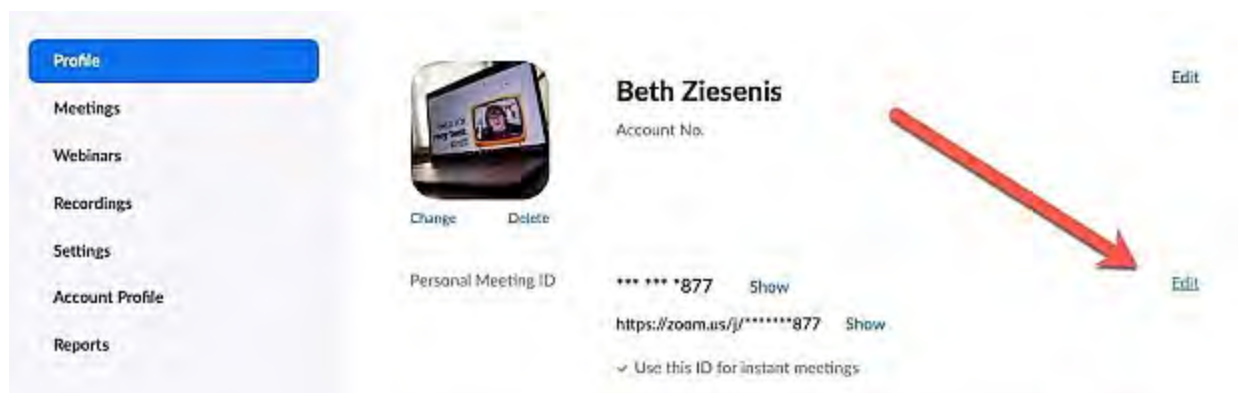 Profile
Meetings
Webinars
Recordings
Settings
Account Profile
Reports
Change Delete
Beth Ziesenis
Edit
Account No.
Personal Meeting ID
*** *** *877 Show
Edit
https://zoom.us/j/*******877 Show
✓ Use this ID for instant meetings